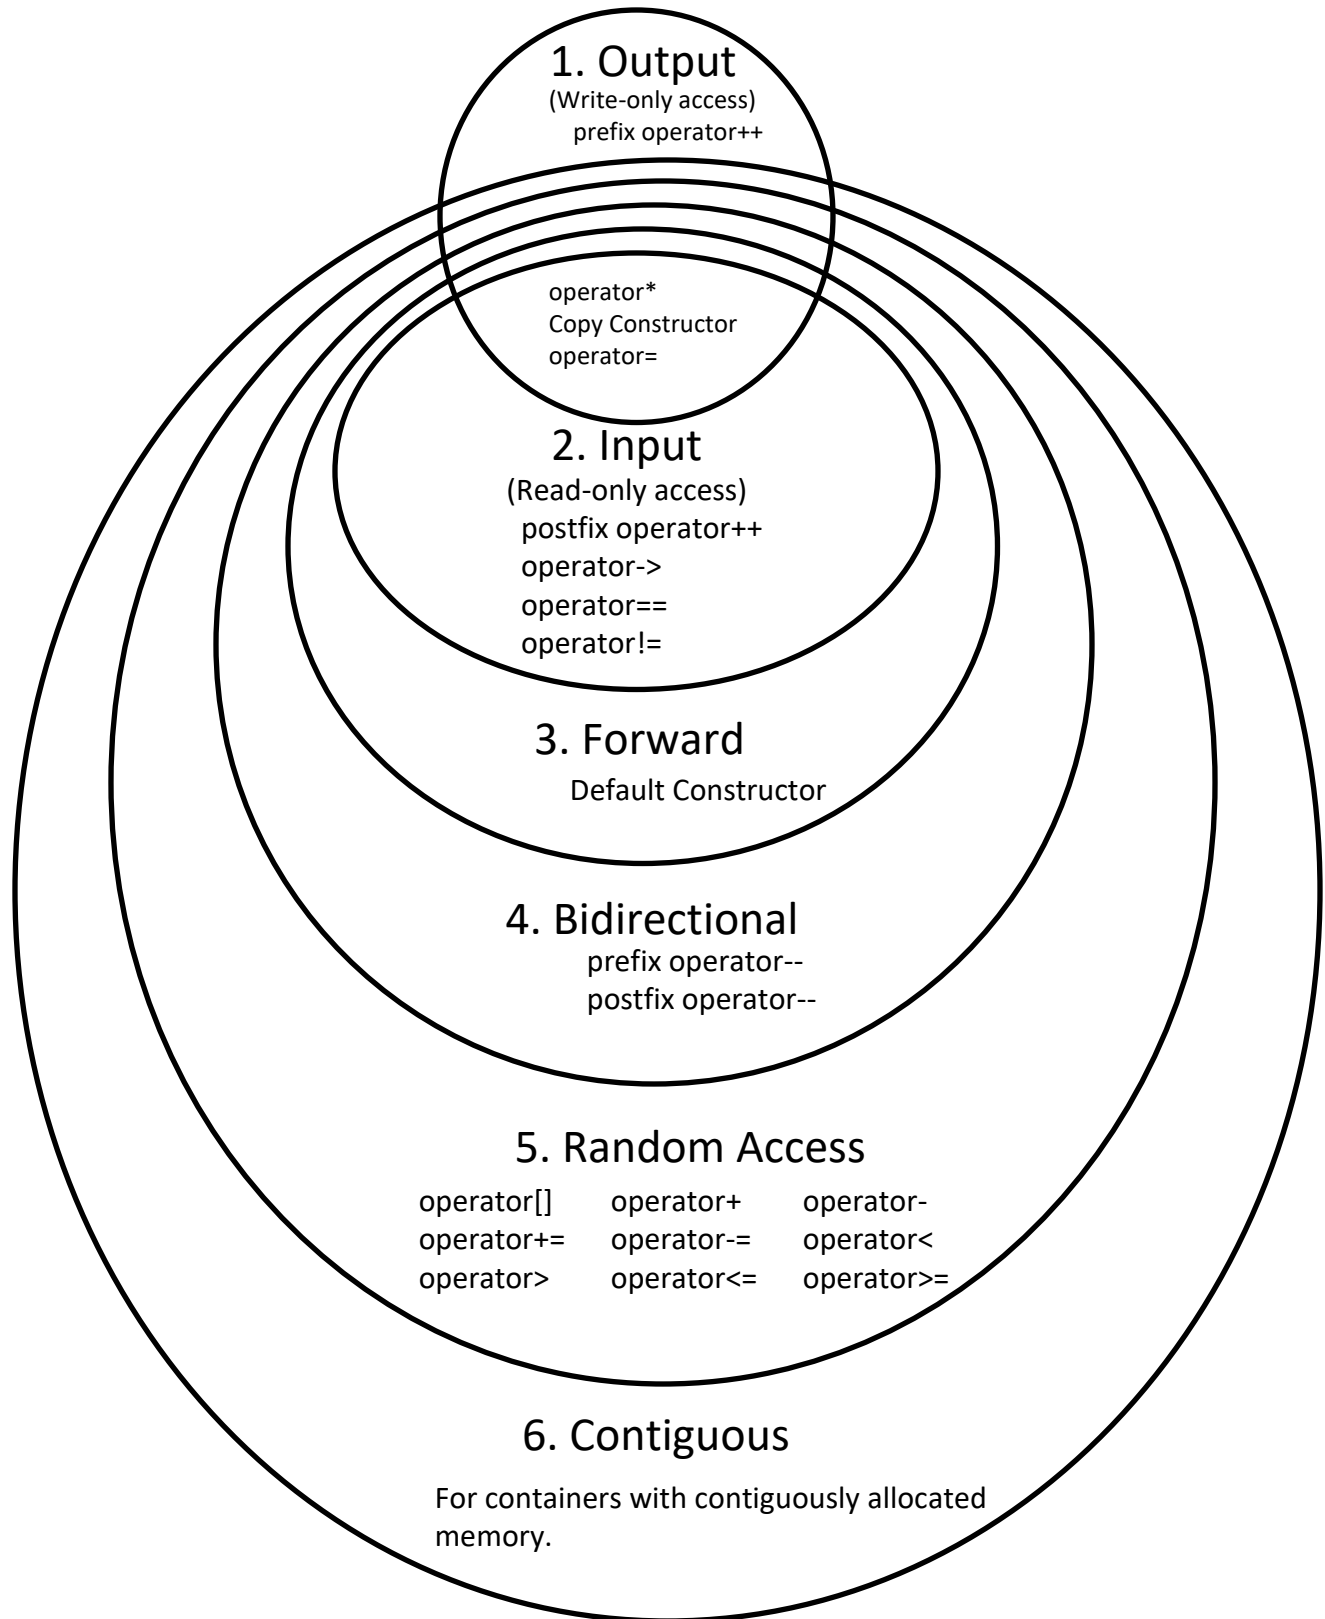 1. Output
(Write-only access)
prefix operator++
operator*
Copy Constructor
operator=
2. Input
(Read-only access)
postfix operator++
operator->
operator==
operator!=
3. Forward
Default Constructor
4. Bidirectional
prefix operator--
postfix operator--
5. Random Access
operator[] operator+ operator-
operator+= operator-= operator<
operator> operator<= operator>=
6. Contiguous
For containers with contiguously allocated
memory.